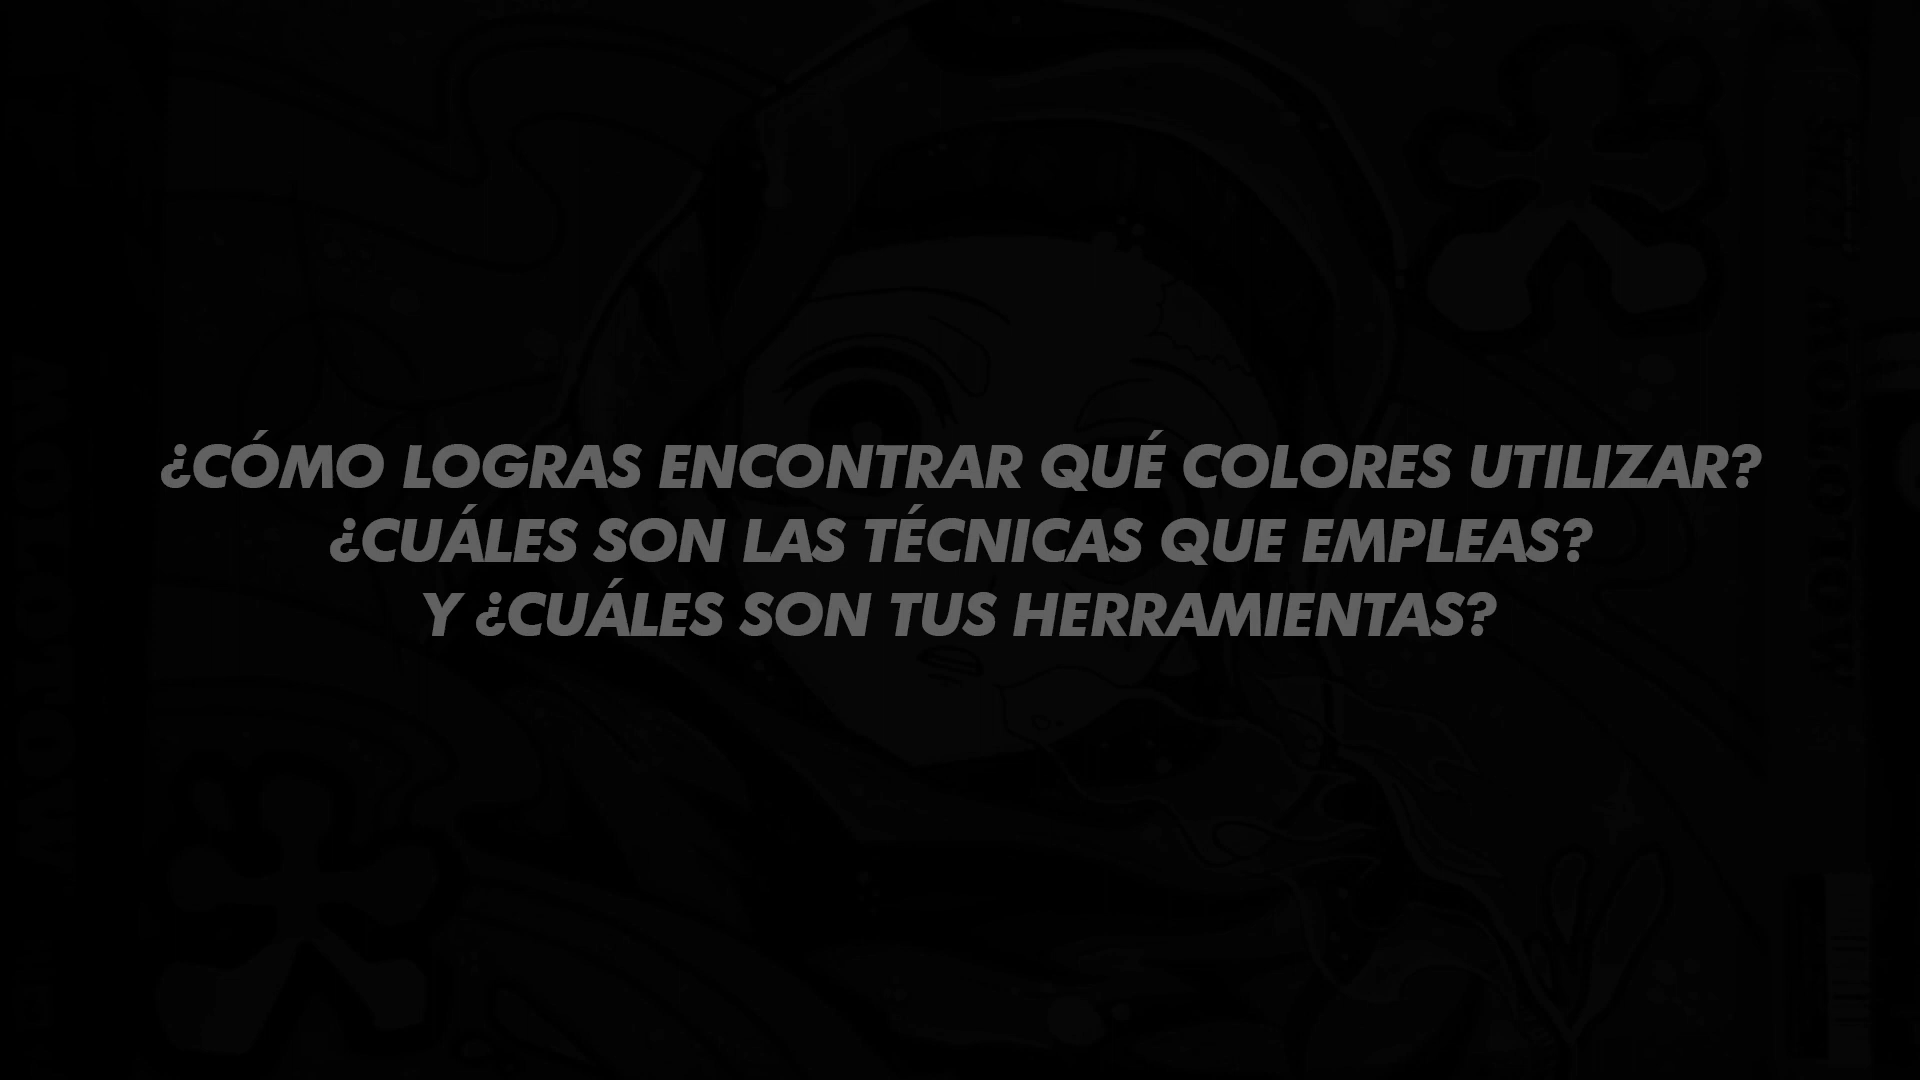 ¿CÓMO LOGRAS ENCONTRAR QUÉ COLORES UTILIZAR?
¿CUÁLES SON LAS TÉCNICAS QUE EMPLEAS?
Y ¿CUÁLES SON TUS HERRAMIENTAS?